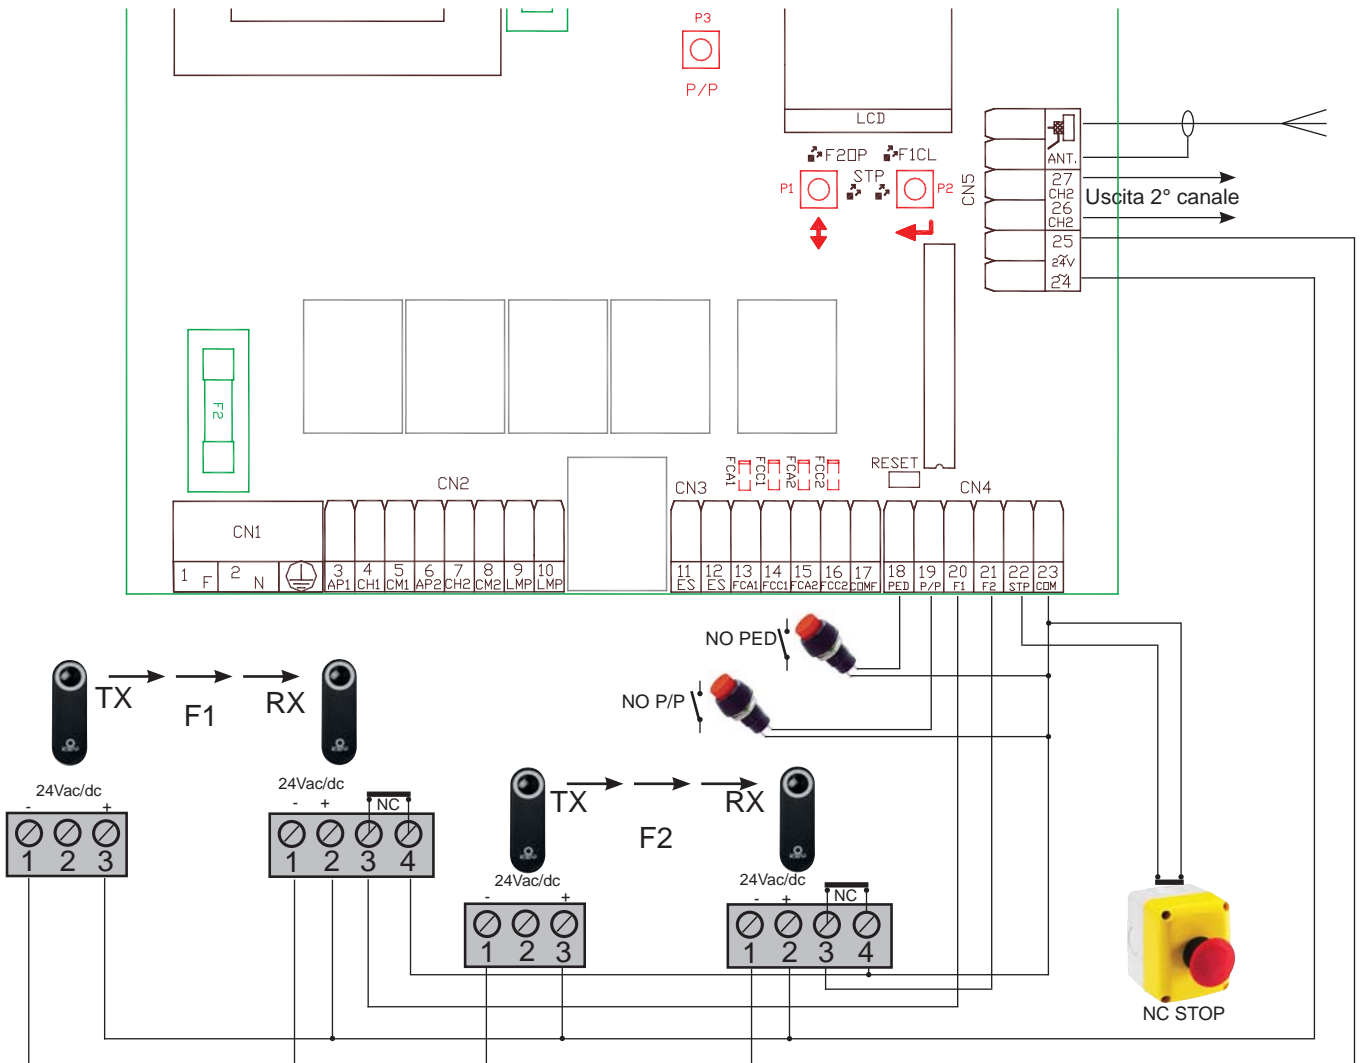 P3
P/P
LCD
F2OP F1CL
STP
P1
P2
CN5
ANT.
27
CH2
26
CH2
25
24V
24
Uscita 2° canale
F2
FCA1
FCC1
FCA2
FCC2
RESET
CN1
CN2
CN3
CN4
1 F 2 N
3 4 5 6 7 8 9 10
AP1 CH1 CM1 AP2 CH2 CM2 LMP LMP
11 12 13 14 15 16 17 18 19 20 21 22 23
ES ES FCA1 FCC1 FCA2 FCC2 COMF PED P/P F1 F2 STP COM
NO PED
NO P/P
TX F1 RX
24Vac/dc
- +
1 2 3
24Vac/dc
- + NC
1 2 3 4
TX F2 RX
24Vac/dc
- +
1 2 3
24Vac/dc
- + NC
1 2 3 4
NC STOP